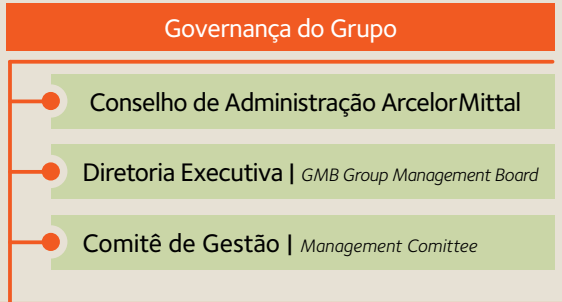 Governança do Grupo
Conselho de Administração ArcelorMittal
Diretoria Executiva | GMB Group Management Board
Comitê de Gestão | Management Comittee